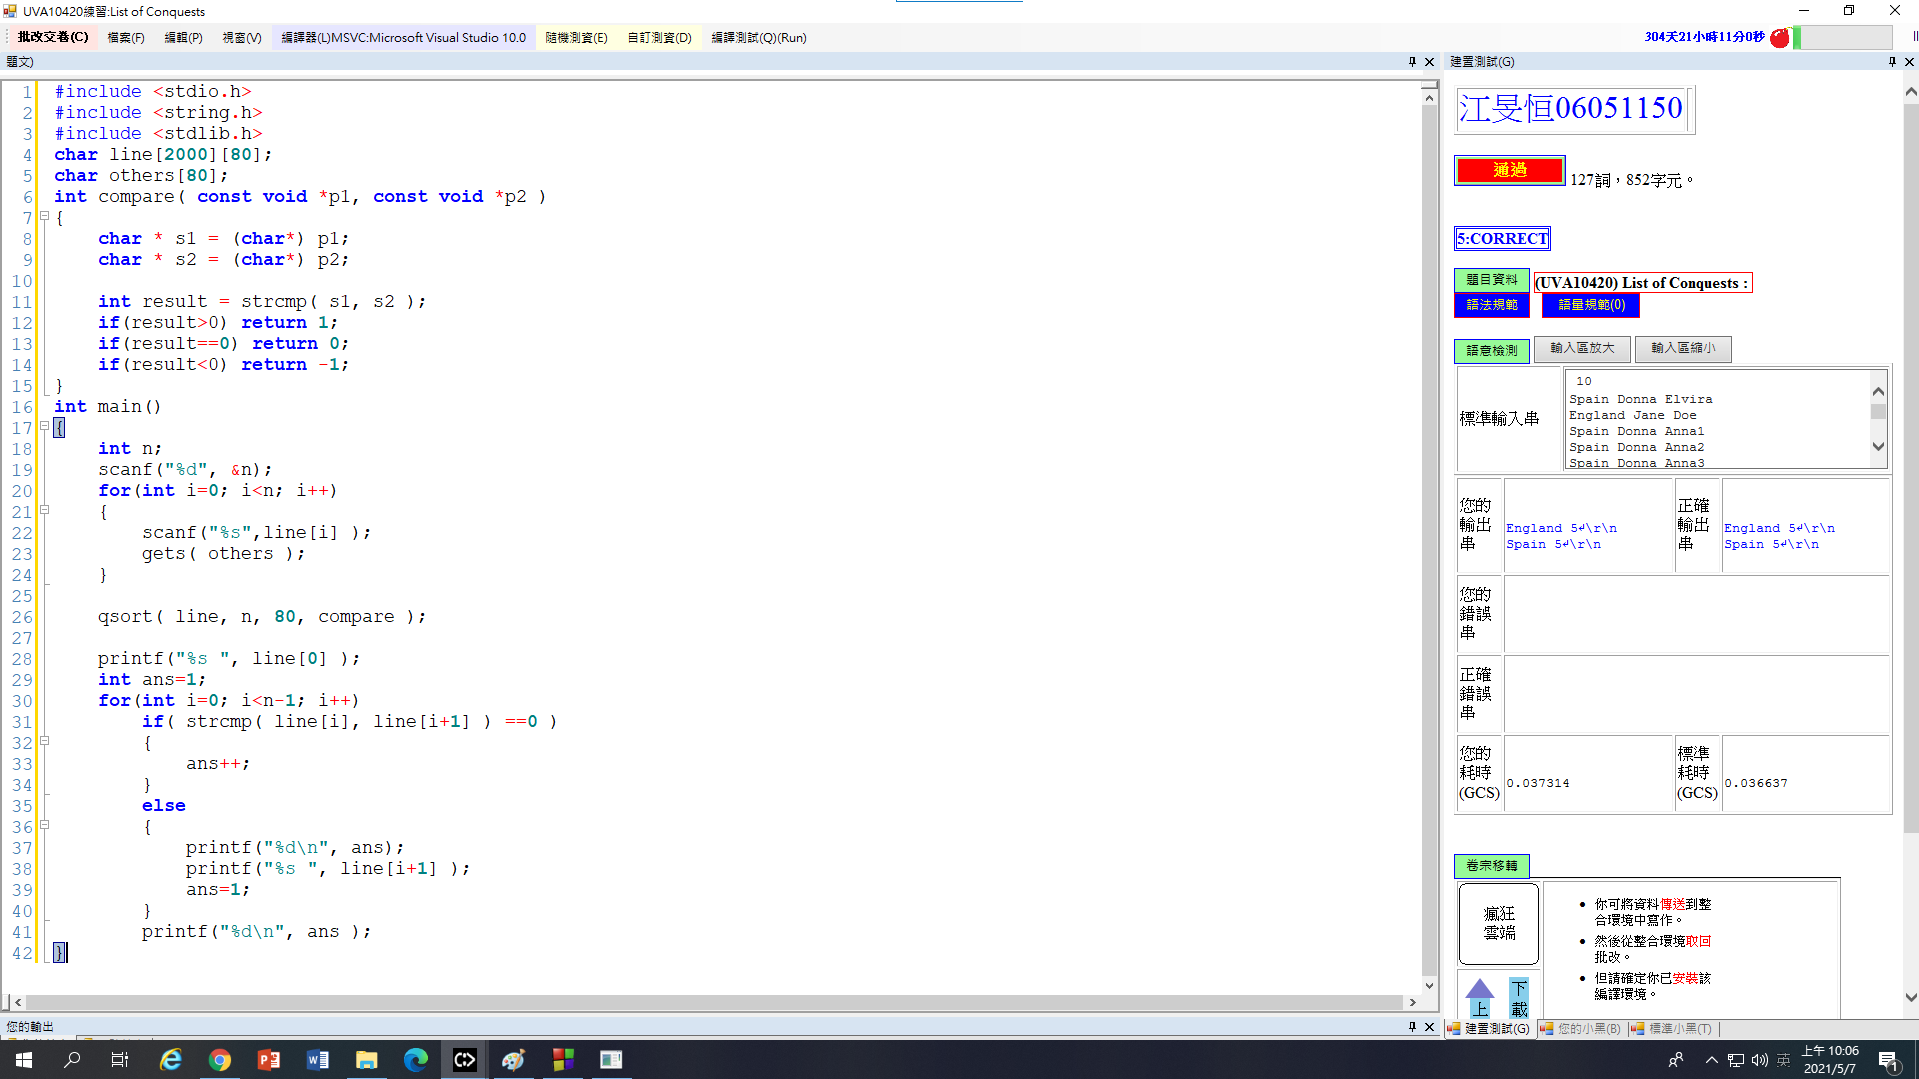 UVA10420練習:List of Conquests
批改交卷(C) 檔案(F) 編輯(P) 視窗(V) 編譯器(L)MSVC:Microsoft Visual Studio 10.0 隨機測資(E) 自訂測資(D) 編譯測試(Q)(Run) 304天21小時11分0秒
題文)
1 #include <stdio.h>
2 #include <string.h>
3 #include <stdlib.h>
4 char line[2000][80];
5 char others[80];
6 int compare( const void *p1, const void *p2 )
7 {
8 char * s1 = (char*) p1;
9 char * s2 = (char*) p2;
10
11 int result = strcmp( s1, s2 );
12 if(result>0) return 1;
13 if(result==0) return 0;
14 if(result<0) return -1;
15 }
16 int main()
17 {
18 int n;
19 scanf("%d", &n);
20 for(int i=0; i<n; i++)
21 {
22 scanf("%s",line[i] );
23 gets( others );
24 }
25
26 qsort( line, n, 80, compare );
27
28 printf("%s ", line[0] );
29 int ans=1;
30 for(int i=0; i<n-1; i++)
31 if( strcmp( line[i], line[i+1] ) ==0 )
32 {
33 ans++;
34 }
35 else
36 {
37 printf("%d\n", ans);
38 printf("%s ", line[i+1] );
39 ans=1;
40 }
41 printf("%d\n", ans );
42 }
您的輸出
建置測試(G)
江旻恒06051150
通過 127詞，852字元。
5:CORRECT
題目資料 (UVA10420) List of Conquests :
語法規範 語量規範(0)
語意檢測 輸入區放大 輸入區縮小
標準輸入串
10
Spain Donna Elvira
England Jane Doe
Spain Donna Anna1
Spain Donna Anna2
Spain Donna Anna3
您的輸出串
England 5↵\r\n
Spain 5↵\r\n
正確輸出串
England 5↵\r\n
Spain 5↵\r\n
您的錯誤串
正確錯誤串
您的耗時(GCS) 0.037314 標準耗時(GCS) 0.036637
卷宗移轉
瘋狂
雲端
上
下
載
你可將資料傳送到整
合環境中寫作。
然後從整合環境取回
批改。
但請確定你已安裝該
編譯環境。
建置測試(G) 您的小黑(B) 標準小黑(T)
英 上午 10:06
2021/5/7
1